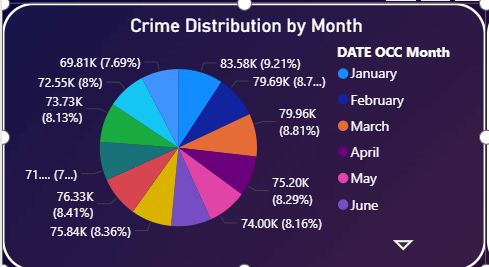 Crime Distribution by Month
69.81K (7.69%)
83.58K (9.21%)
72.55K (8%)
79.69K (8.7...)
73.73K
(8.13%)
79.96K
(8.81%)
71.... (7...)
75.20K
(8.29%)
76.33K
(8.41%)
74.00K (8.16%)
75.84K (8.36%)
DATE OCC Month
January
February
March
April
May
June